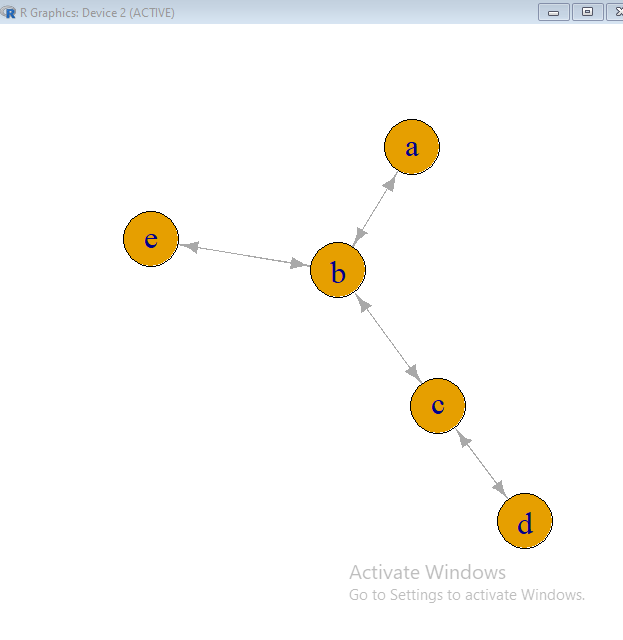 R Graphics: Device 2 (ACTIVE)
a
e
b
c
d
Activate Windows
Go to Settings to activate Windows.